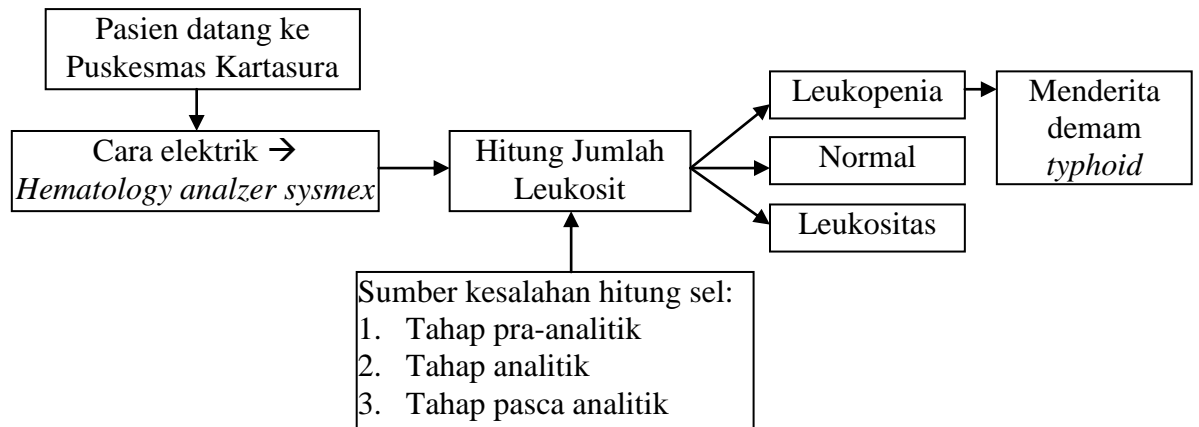 Pasien datang ke
Puskesmas Kartasura
Cara elektrik →
Hematology analzer sysmex
Hitung Jumlah
Leukosit
Leukopenia
Normal
Leukositas
Menderita
demam
typhoid
Sumber kesalahan hitung sel:
1. Tahap pra-analitik
2. Tahap analitik
3. Tahap pasca analitik